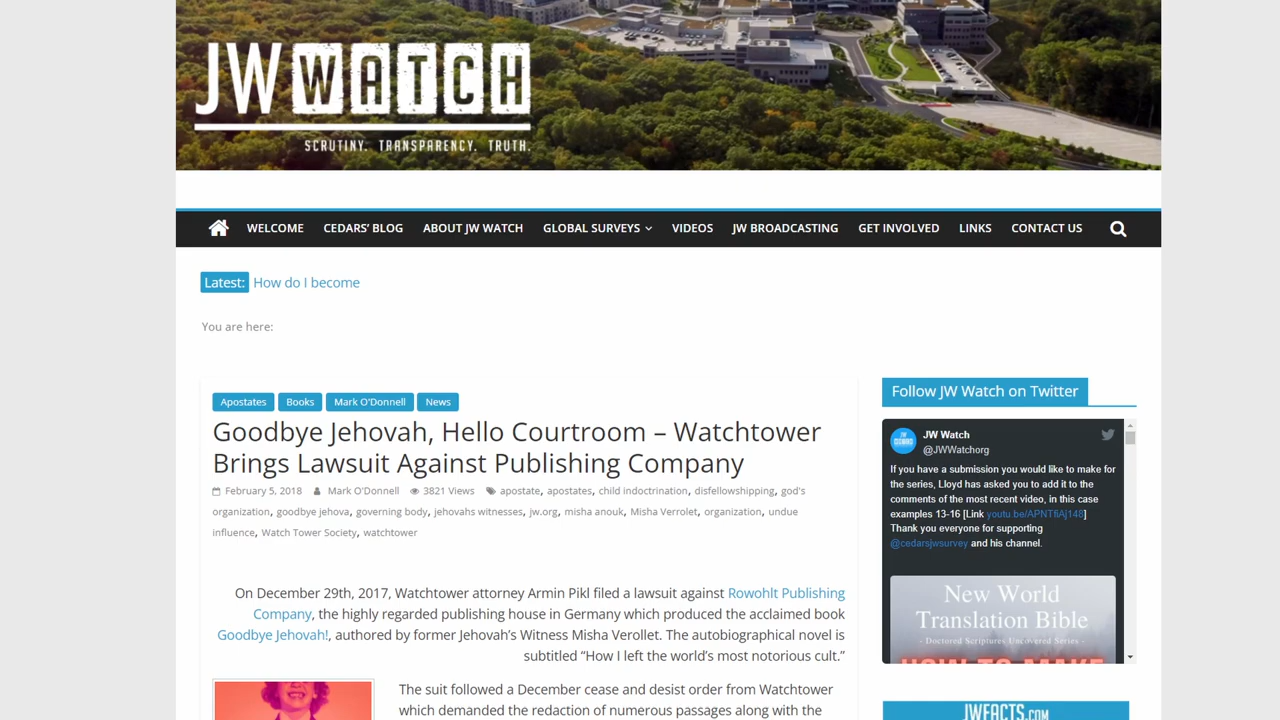 JW WATCH
SCRUTINY. TRANSPARENCY. TRUTH.
WELCOME CEDARS’ BLOG ABOUT JW WATCH GLOBAL SURVEYS VIDEOS JW BROADCASTING GET INVOLVED LINKS CONTACT US
Latest: How do I become
You are here:
Apostates Books Mark O'Donnell News
Goodbye Jehovah, Hello Courtroom – Watchtower
Brings Lawsuit Against Publishing Company
February 5, 2018 Mark O'Donnell 3821 Views apostate, apostates, child indoctrination, disfellowshipping, god's
organization, goodbye jehova, governing body, jehovahs witnesses, jw.org, misha anouk, Misha Verrolet, organization, undue
influence, Watch Tower Society, watchtower
On December 29th, 2017, Watchtower attorney Armin Pikl filed a lawsuit against Rowohlt Publishing
Company, the highly regarded publishing house in Germany which produced the acclaimed book
Goodbye Jehovah!, authored by former Jehovah’s Witness Misha Verollet. The autobiographical novel is
subtitled “How I left the world’s most notorious cult.”
The suit followed a December cease and desist order from Watchtower
which demanded the redaction of numerous passages along with the
Follow JW Watch on Twitter
JW Watch
@JWWatchorg
If you have a submission you would like to make for
the series, Lloyd has asked you to add it to the
comments of the most recent video, in this case
examples 13-16 [Link youtu.be/APNTfiAj148]
Thank you everyone for supporting
@cedarsjwsurvey and his channel.
New World
Translation Bible
- Doctored Scriptures Uncovered Series -
HOW TO MAKE
JWFACTS.COM